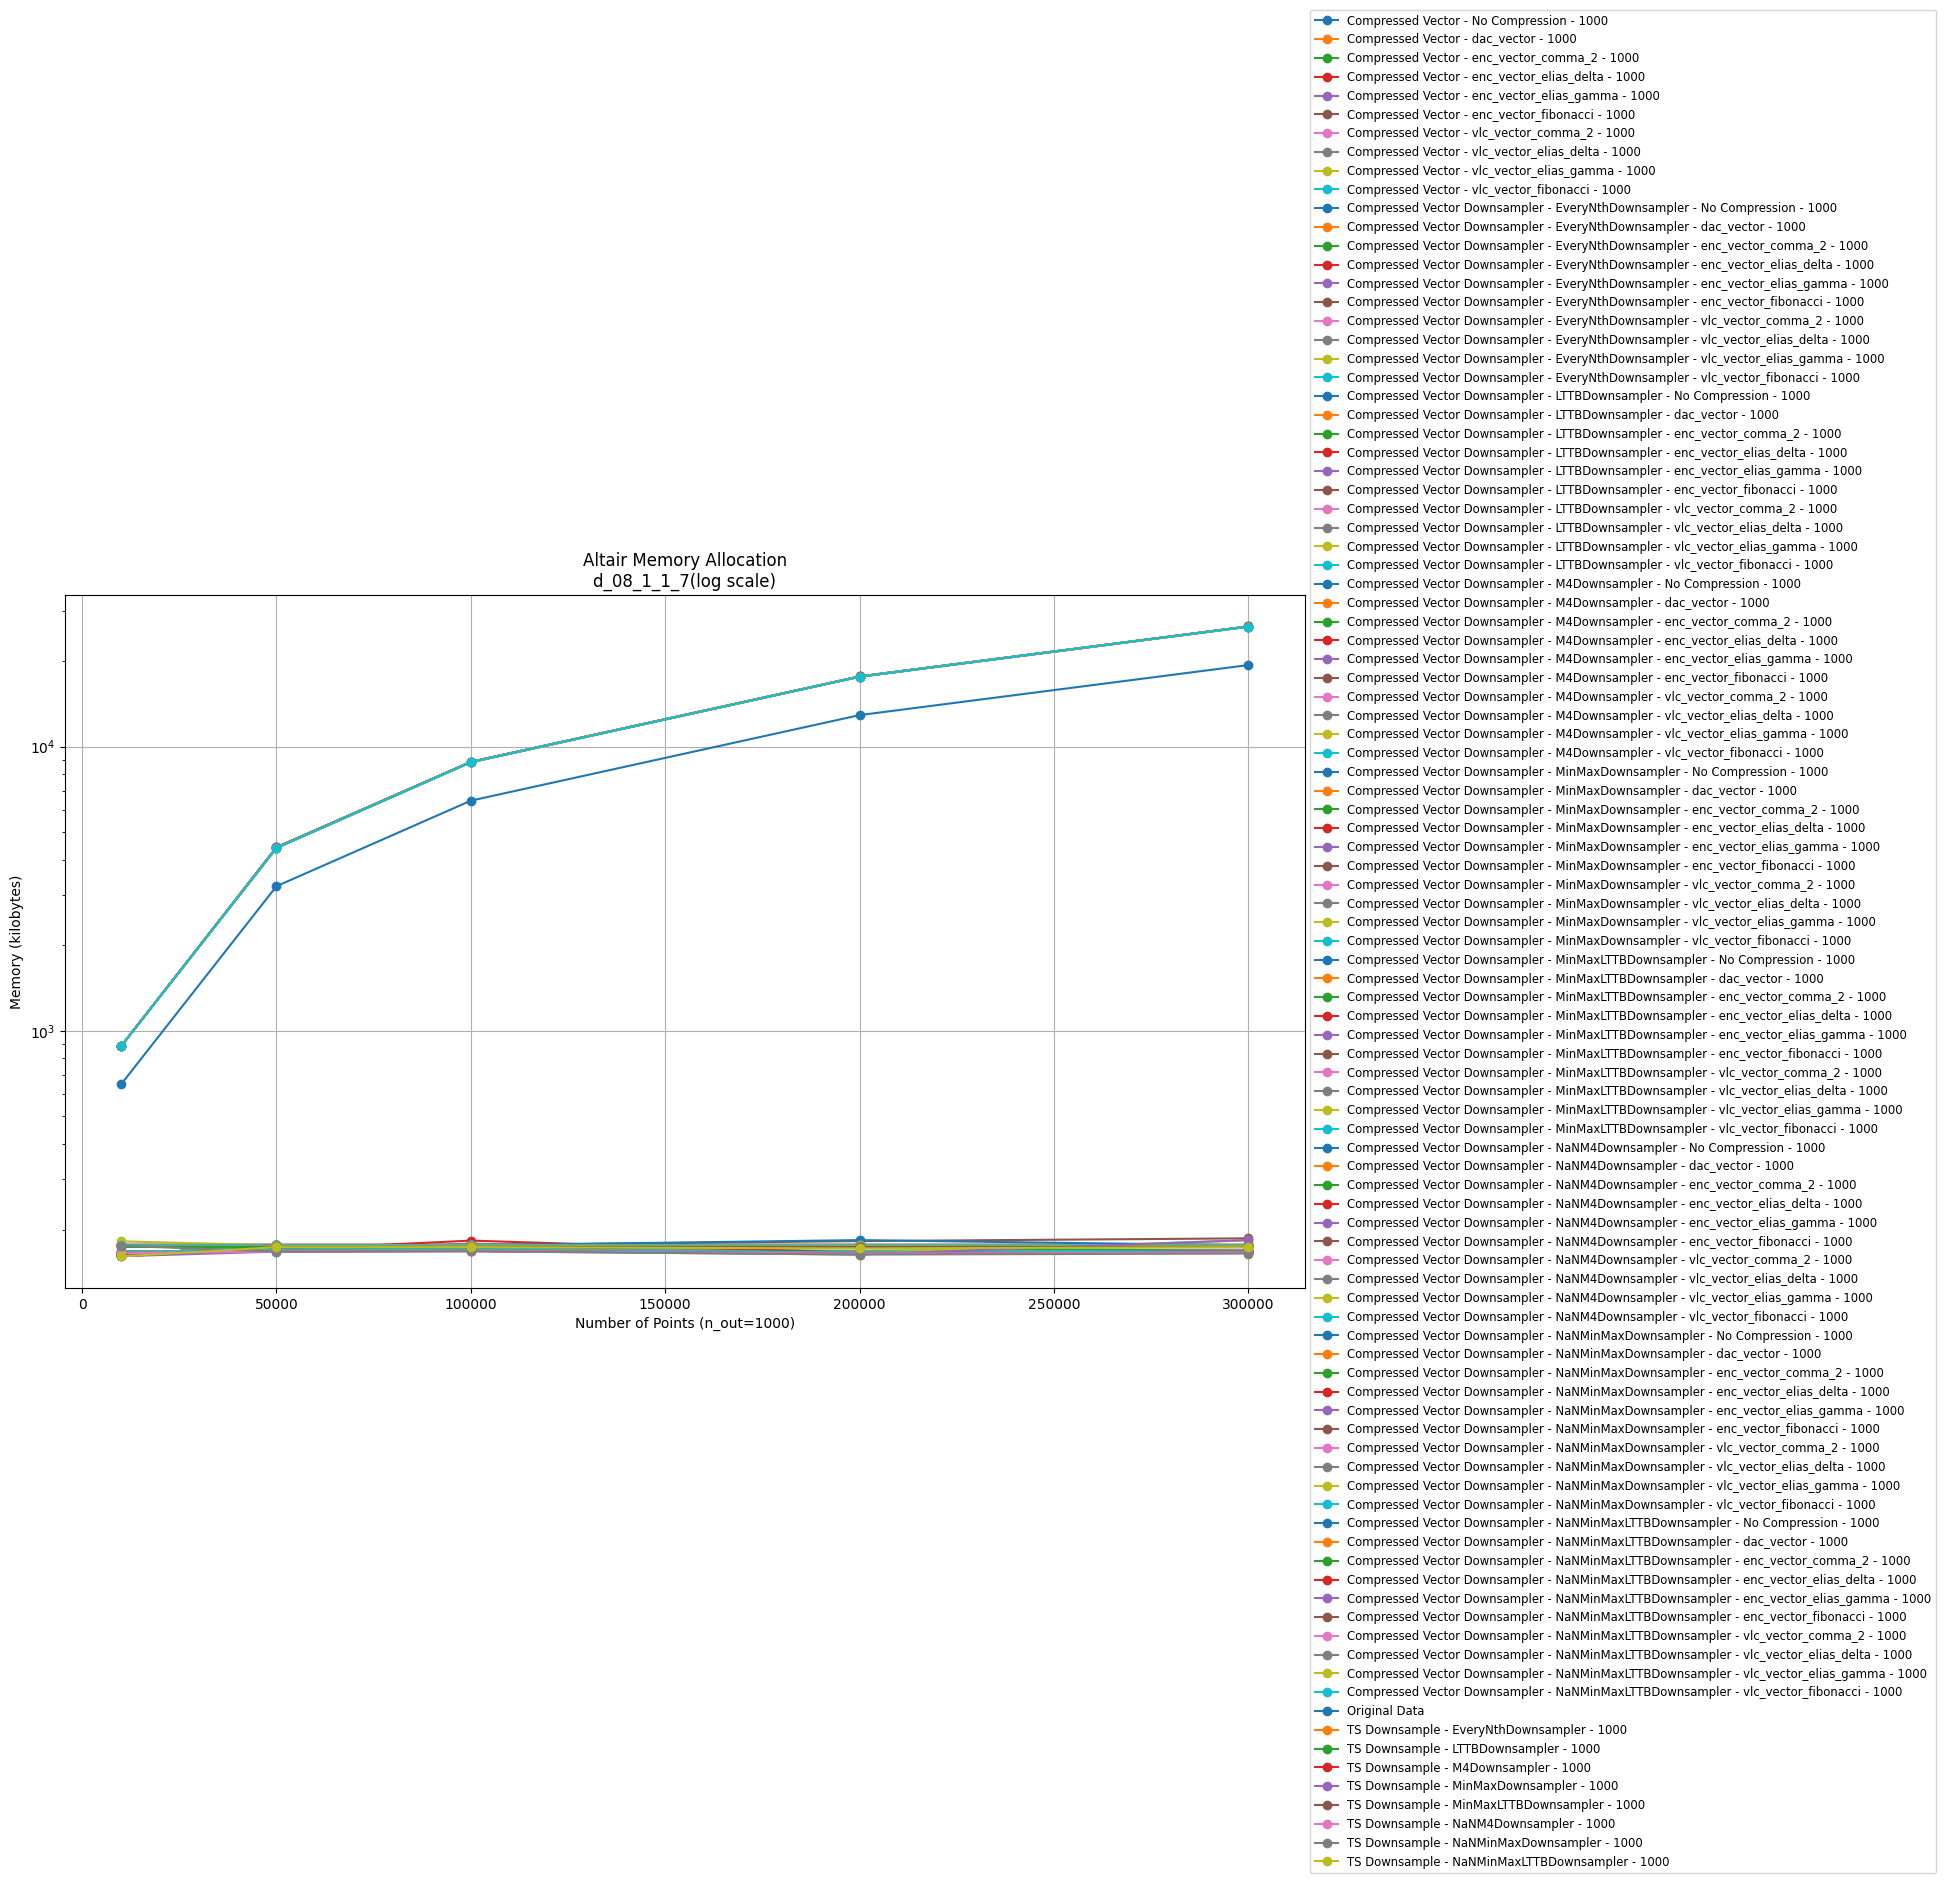 Altair Memory Allocation
d_08_1_1_7(log scale)
Memory (kilobytes)
10^4
10^3
0 50000 100000 150000 200000 250000 300000
Number of Points (n_out=1000)
Compressed Vector - No Compression - 1000
Compressed Vector - dac_vector - 1000
Compressed Vector - enc_vector_comma_2 - 1000
Compressed Vector - enc_vector_elias_delta - 1000
Compressed Vector - enc_vector_elias_gamma - 1000
Compressed Vector - enc_vector_fibonacci - 1000
Compressed Vector - vlc_vector_comma_2 - 1000
Compressed Vector - vlc_vector_elias_delta - 1000
Compressed Vector - vlc_vector_elias_gamma - 1000
Compressed Vector - vlc_vector_fibonacci - 1000
Compressed Vector Downsampler - EveryNthDownsampler - No Compression - 1000
Compressed Vector Downsampler - EveryNthDownsampler - dac_vector - 1000
Compressed Vector Downsampler - EveryNthDownsampler - enc_vector_comma_2 - 1000
Compressed Vector Downsampler - EveryNthDownsampler - enc_vector_elias_delta - 1000
Compressed Vector Downsampler - EveryNthDownsampler - enc_vector_elias_gamma - 1000
Compressed Vector Downsampler - EveryNthDownsampler - enc_vector_fibonacci - 1000
Compressed Vector Downsampler - EveryNthDownsampler - vlc_vector_comma_2 - 1000
Compressed Vector Downsampler - EveryNthDownsampler - vlc_vector_elias_delta - 1000
Compressed Vector Downsampler - EveryNthDownsampler - vlc_vector_elias_gamma - 1000
Compressed Vector Downsampler - EveryNthDownsampler - vlc_vector_fibonacci - 1000
Compressed Vector Downsampler - LTTBDownsampler - No Compression - 1000
Compressed Vector Downsampler - LTTBDownsampler - dac_vector - 1000
Compressed Vector Downsampler - LTTBDownsampler - enc_vector_comma_2 - 1000
Compressed Vector Downsampler - LTTBDownsampler - enc_vector_elias_delta - 1000
Compressed Vector Downsampler - LTTBDownsampler - enc_vector_elias_gamma - 1000
Compressed Vector Downsampler - LTTBDownsampler - enc_vector_fibonacci - 1000
Compressed Vector Downsampler - LTTBDownsampler - vlc_vector_comma_2 - 1000
Compressed Vector Downsampler - LTTBDownsampler - vlc_vector_elias_delta - 1000
Compressed Vector Downsampler - LTTBDownsampler - vlc_vector_elias_gamma - 1000
Compressed Vector Downsampler - LTTBDownsampler - vlc_vector_fibonacci - 1000
Compressed Vector Downsampler - M4Downsampler - No Compression - 1000
Compressed Vector Downsampler - M4Downsampler - dac_vector - 1000
Compressed Vector Downsampler - M4Downsampler - enc_vector_comma_2 - 1000
Compressed Vector Downsampler - M4Downsampler - enc_vector_elias_delta - 1000
Compressed Vector Downsampler - M4Downsampler - enc_vector_elias_gamma - 1000
Compressed Vector Downsampler - M4Downsampler - enc_vector_fibonacci - 1000
Compressed Vector Downsampler - M4Downsampler - vlc_vector_comma_2 - 1000
Compressed Vector Downsampler - M4Downsampler - vlc_vector_elias_delta - 1000
Compressed Vector Downsampler - M4Downsampler - vlc_vector_elias_gamma - 1000
Compressed Vector Downsampler - M4Downsampler - vlc_vector_fibonacci - 1000
Compressed Vector Downsampler - MinMaxDownsampler - No Compression - 1000
Compressed Vector Downsampler - MinMaxDownsampler - dac_vector - 1000
Compressed Vector Downsampler - MinMaxDownsampler - enc_vector_comma_2 - 1000
Compressed Vector Downsampler - MinMaxDownsampler - enc_vector_elias_delta - 1000
Compressed Vector Downsampler - MinMaxDownsampler - enc_vector_elias_gamma - 1000
Compressed Vector Downsampler - MinMaxDownsampler - enc_vector_fibonacci - 1000
Compressed Vector Downsampler - MinMaxDownsampler - vlc_vector_comma_2 - 1000
Compressed Vector Downsampler - MinMaxDownsampler - vlc_vector_elias_delta - 1000
Compressed Vector Downsampler - MinMaxDownsampler - vlc_vector_elias_gamma - 1000
Compressed Vector Downsampler - MinMaxDownsampler - vlc_vector_fibonacci - 1000
Compressed Vector Downsampler - MinMaxLTTBDownsampler - No Compression - 1000
Compressed Vector Downsampler - MinMaxLTTBDownsampler - dac_vector - 1000
Compressed Vector Downsampler - MinMaxLTTBDownsampler - enc_vector_comma_2 - 1000
Compressed Vector Downsampler - MinMaxLTTBDownsampler - enc_vector_elias_delta - 1000
Compressed Vector Downsampler - MinMaxLTTBDownsampler - enc_vector_elias_gamma - 1000
Compressed Vector Downsampler - MinMaxLTTBDownsampler - enc_vector_fibonacci - 1000
Compressed Vector Downsampler - MinMaxLTTBDownsampler - vlc_vector_comma_2 - 1000
Compressed Vector Downsampler - MinMaxLTTBDownsampler - vlc_vector_elias_delta - 1000
Compressed Vector Downsampler - MinMaxLTTBDownsampler - vlc_vector_elias_gamma - 1000
Compressed Vector Downsampler - MinMaxLTTBDownsampler - vlc_vector_fibonacci - 1000
Compressed Vector Downsampler - NaNM4Downsampler - No Compression - 1000
Compressed Vector Downsampler - NaNM4Downsampler - dac_vector - 1000
Compressed Vector Downsampler - NaNM4Downsampler - enc_vector_comma_2 - 1000
Compressed Vector Downsampler - NaNM4Downsampler - enc_vector_elias_delta - 1000
Compressed Vector Downsampler - NaNM4Downsampler - enc_vector_elias_gamma - 1000
Compressed Vector Downsampler - NaNM4Downsampler - enc_vector_fibonacci - 1000
Compressed Vector Downsampler - NaNM4Downsampler - vlc_vector_comma_2 - 1000
Compressed Vector Downsampler - NaNM4Downsampler - vlc_vector_elias_delta - 1000
Compressed Vector Downsampler - NaNM4Downsampler - vlc_vector_elias_gamma - 1000
Compressed Vector Downsampler - NaNM4Downsampler - vlc_vector_fibonacci - 1000
Compressed Vector Downsampler - NaNMinMaxDownsampler - No Compression - 1000
Compressed Vector Downsampler - NaNMinMaxDownsampler - dac_vector - 1000
Compressed Vector Downsampler - NaNMinMaxDownsampler - enc_vector_comma_2 - 1000
Compressed Vector Downsampler - NaNMinMaxDownsampler - enc_vector_elias_delta - 1000
Compressed Vector Downsampler - NaNMinMaxDownsampler - enc_vector_elias_gamma - 1000
Compressed Vector Downsampler - NaNMinMaxDownsampler - enc_vector_fibonacci - 1000
Compressed Vector Downsampler - NaNMinMaxDownsampler - vlc_vector_comma_2 - 1000
Compressed Vector Downsampler - NaNMinMaxDownsampler - vlc_vector_elias_delta - 1000
Compressed Vector Downsampler - NaNMinMaxDownsampler - vlc_vector_elias_gamma - 1000
Compressed Vector Downsampler - NaNMinMaxDownsampler - vlc_vector_fibonacci - 1000
Compressed Vector Downsampler - NaNMinMaxLTTBDownsampler - No Compression - 1000
Compressed Vector Downsampler - NaNMinMaxLTTBDownsampler - dac_vector - 1000
Compressed Vector Downsampler - NaNMinMaxLTTBDownsampler - enc_vector_comma_2 - 1000
Compressed Vector Downsampler - NaNMinMaxLTTBDownsampler - enc_vector_elias_delta - 1000
Compressed Vector Downsampler - NaNMinMaxLTTBDownsampler - enc_vector_elias_gamma - 1000
Compressed Vector Downsampler - NaNMinMaxLTTBDownsampler - enc_vector_fibonacci - 1000
Compressed Vector Downsampler - NaNMinMaxLTTBDownsampler - vlc_vector_comma_2 - 1000
Compressed Vector Downsampler - NaNMinMaxLTTBDownsampler - vlc_vector_elias_delta - 1000
Compressed Vector Downsampler - NaNMinMaxLTTBDownsampler - vlc_vector_elias_gamma - 1000
Compressed Vector Downsampler - NaNMinMaxLTTBDownsampler - vlc_vector_fibonacci - 1000
Original Data
TS Downsample - EveryNthDownsampler - 1000
TS Downsample - LTTBDownsampler - 1000
TS Downsample - M4Downsampler - 1000
TS Downsample - MinMaxDownsampler - 1000
TS Downsample - MinMaxLTTBDownsampler - 1000
TS Downsample - NaNM4Downsampler - 1000
TS Downsample - NaNMinMaxDownsampler - 1000
TS Downsample - NaNMinMaxLTTBDownsampler - 1000